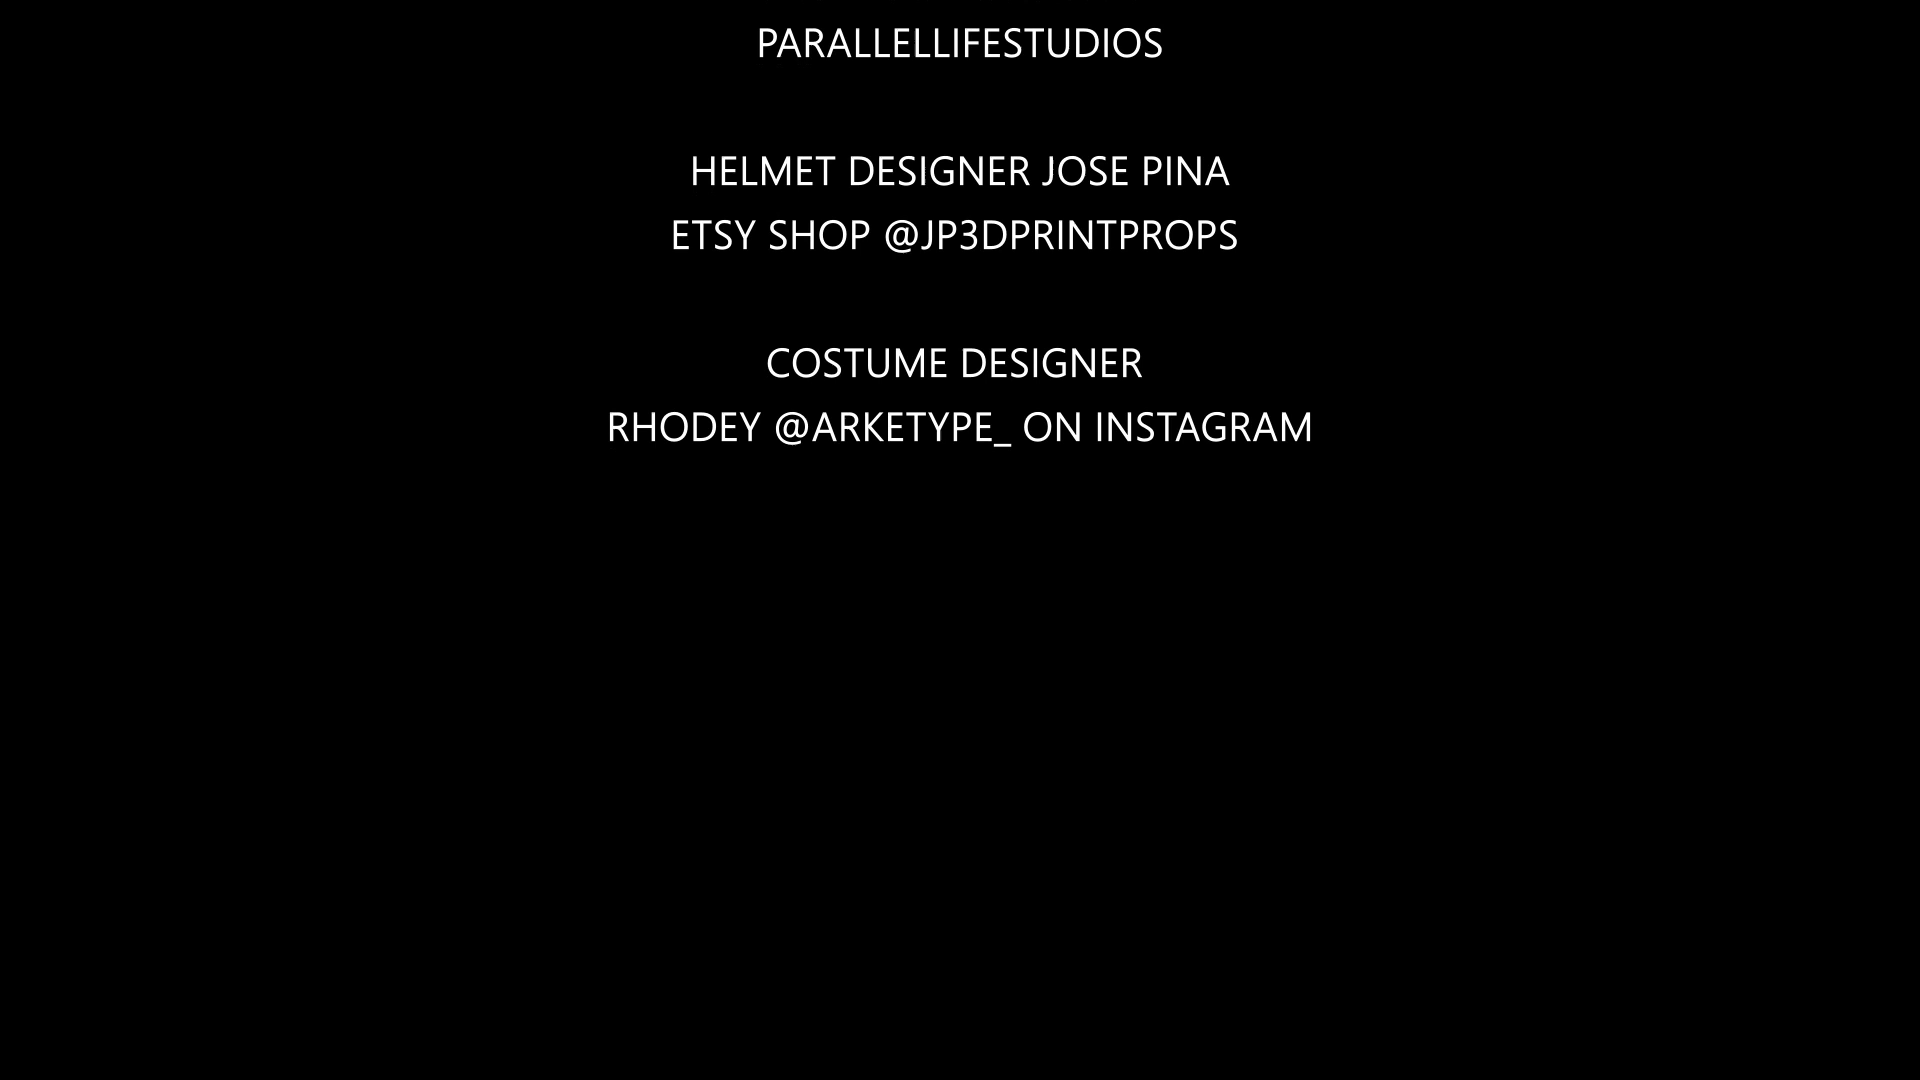 PARALLELLIFESTUDIOS
HELMET DESIGNER JOSE PINA
ETSY SHOP @JP3DPRINTPROPS
COSTUME DESIGNER
RHODEY @ARKETYPE_ ON INSTAGRAM